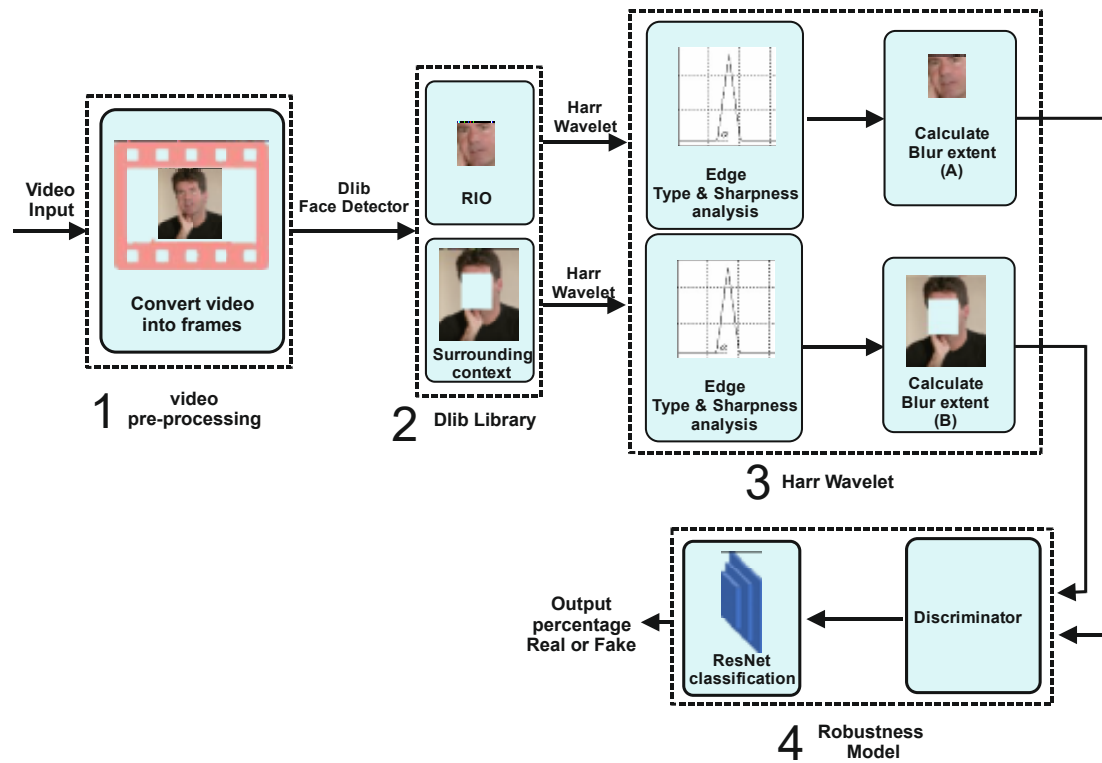 Video
Input
Convert video
into frames
1
video
pre-processing
Dlib
Face Detector
RIO
Surrounding
context
2
Dlib Library
Harr
Wavelet
Harr
Wavelet
Edge
Type & Sharpness
analysis
Calculate
Blur extent
(A)
Edge
Type & Sharpness
analysis
Calculate
Blur extent
(B)
3
Harr Wavelet
Output
percentage
Real or Fake
ResNet
classification
Discriminator
4
Robustness
Model